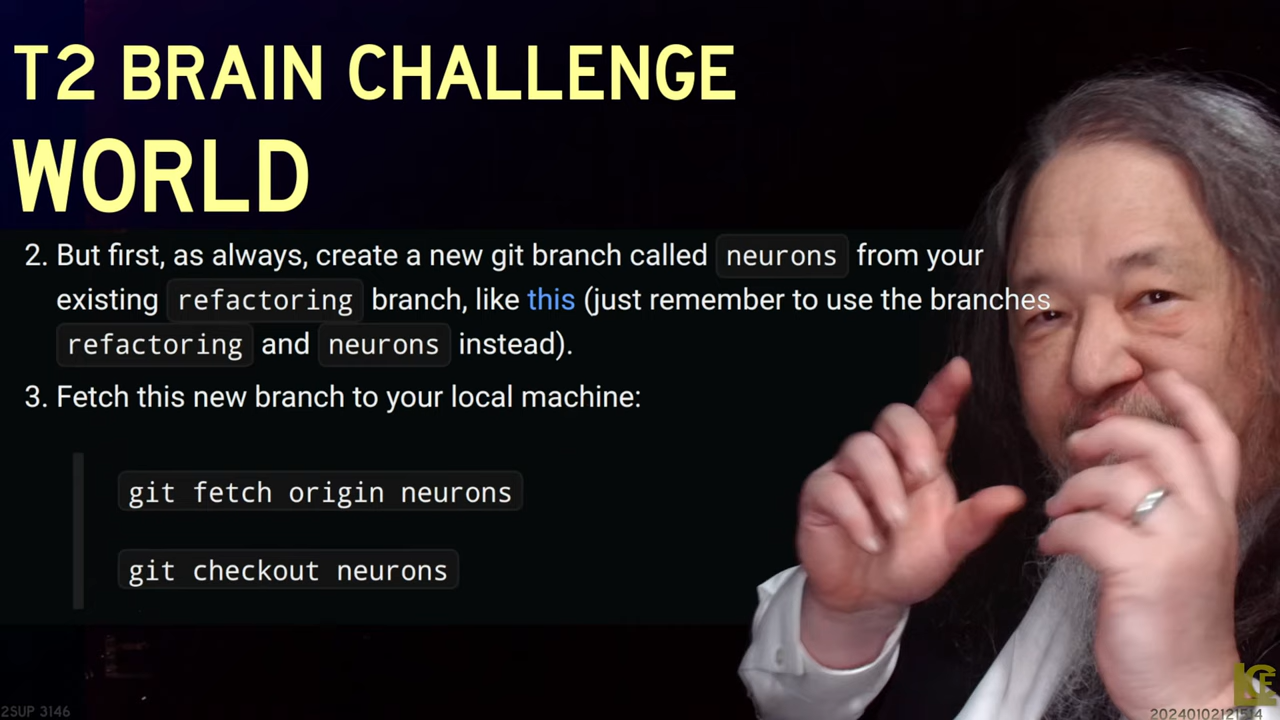 T2 BRAIN CHALLENGE
WORLD
2. But first, as always, create a new git branch called neurons from your
existing refactoring branch, like this (just remember to use the branches
refactoring and neurons instead).
3. Fetch this new branch to your local machine:
git fetch origin neurons
git checkout neurons
2SUP 3146
20240102121514